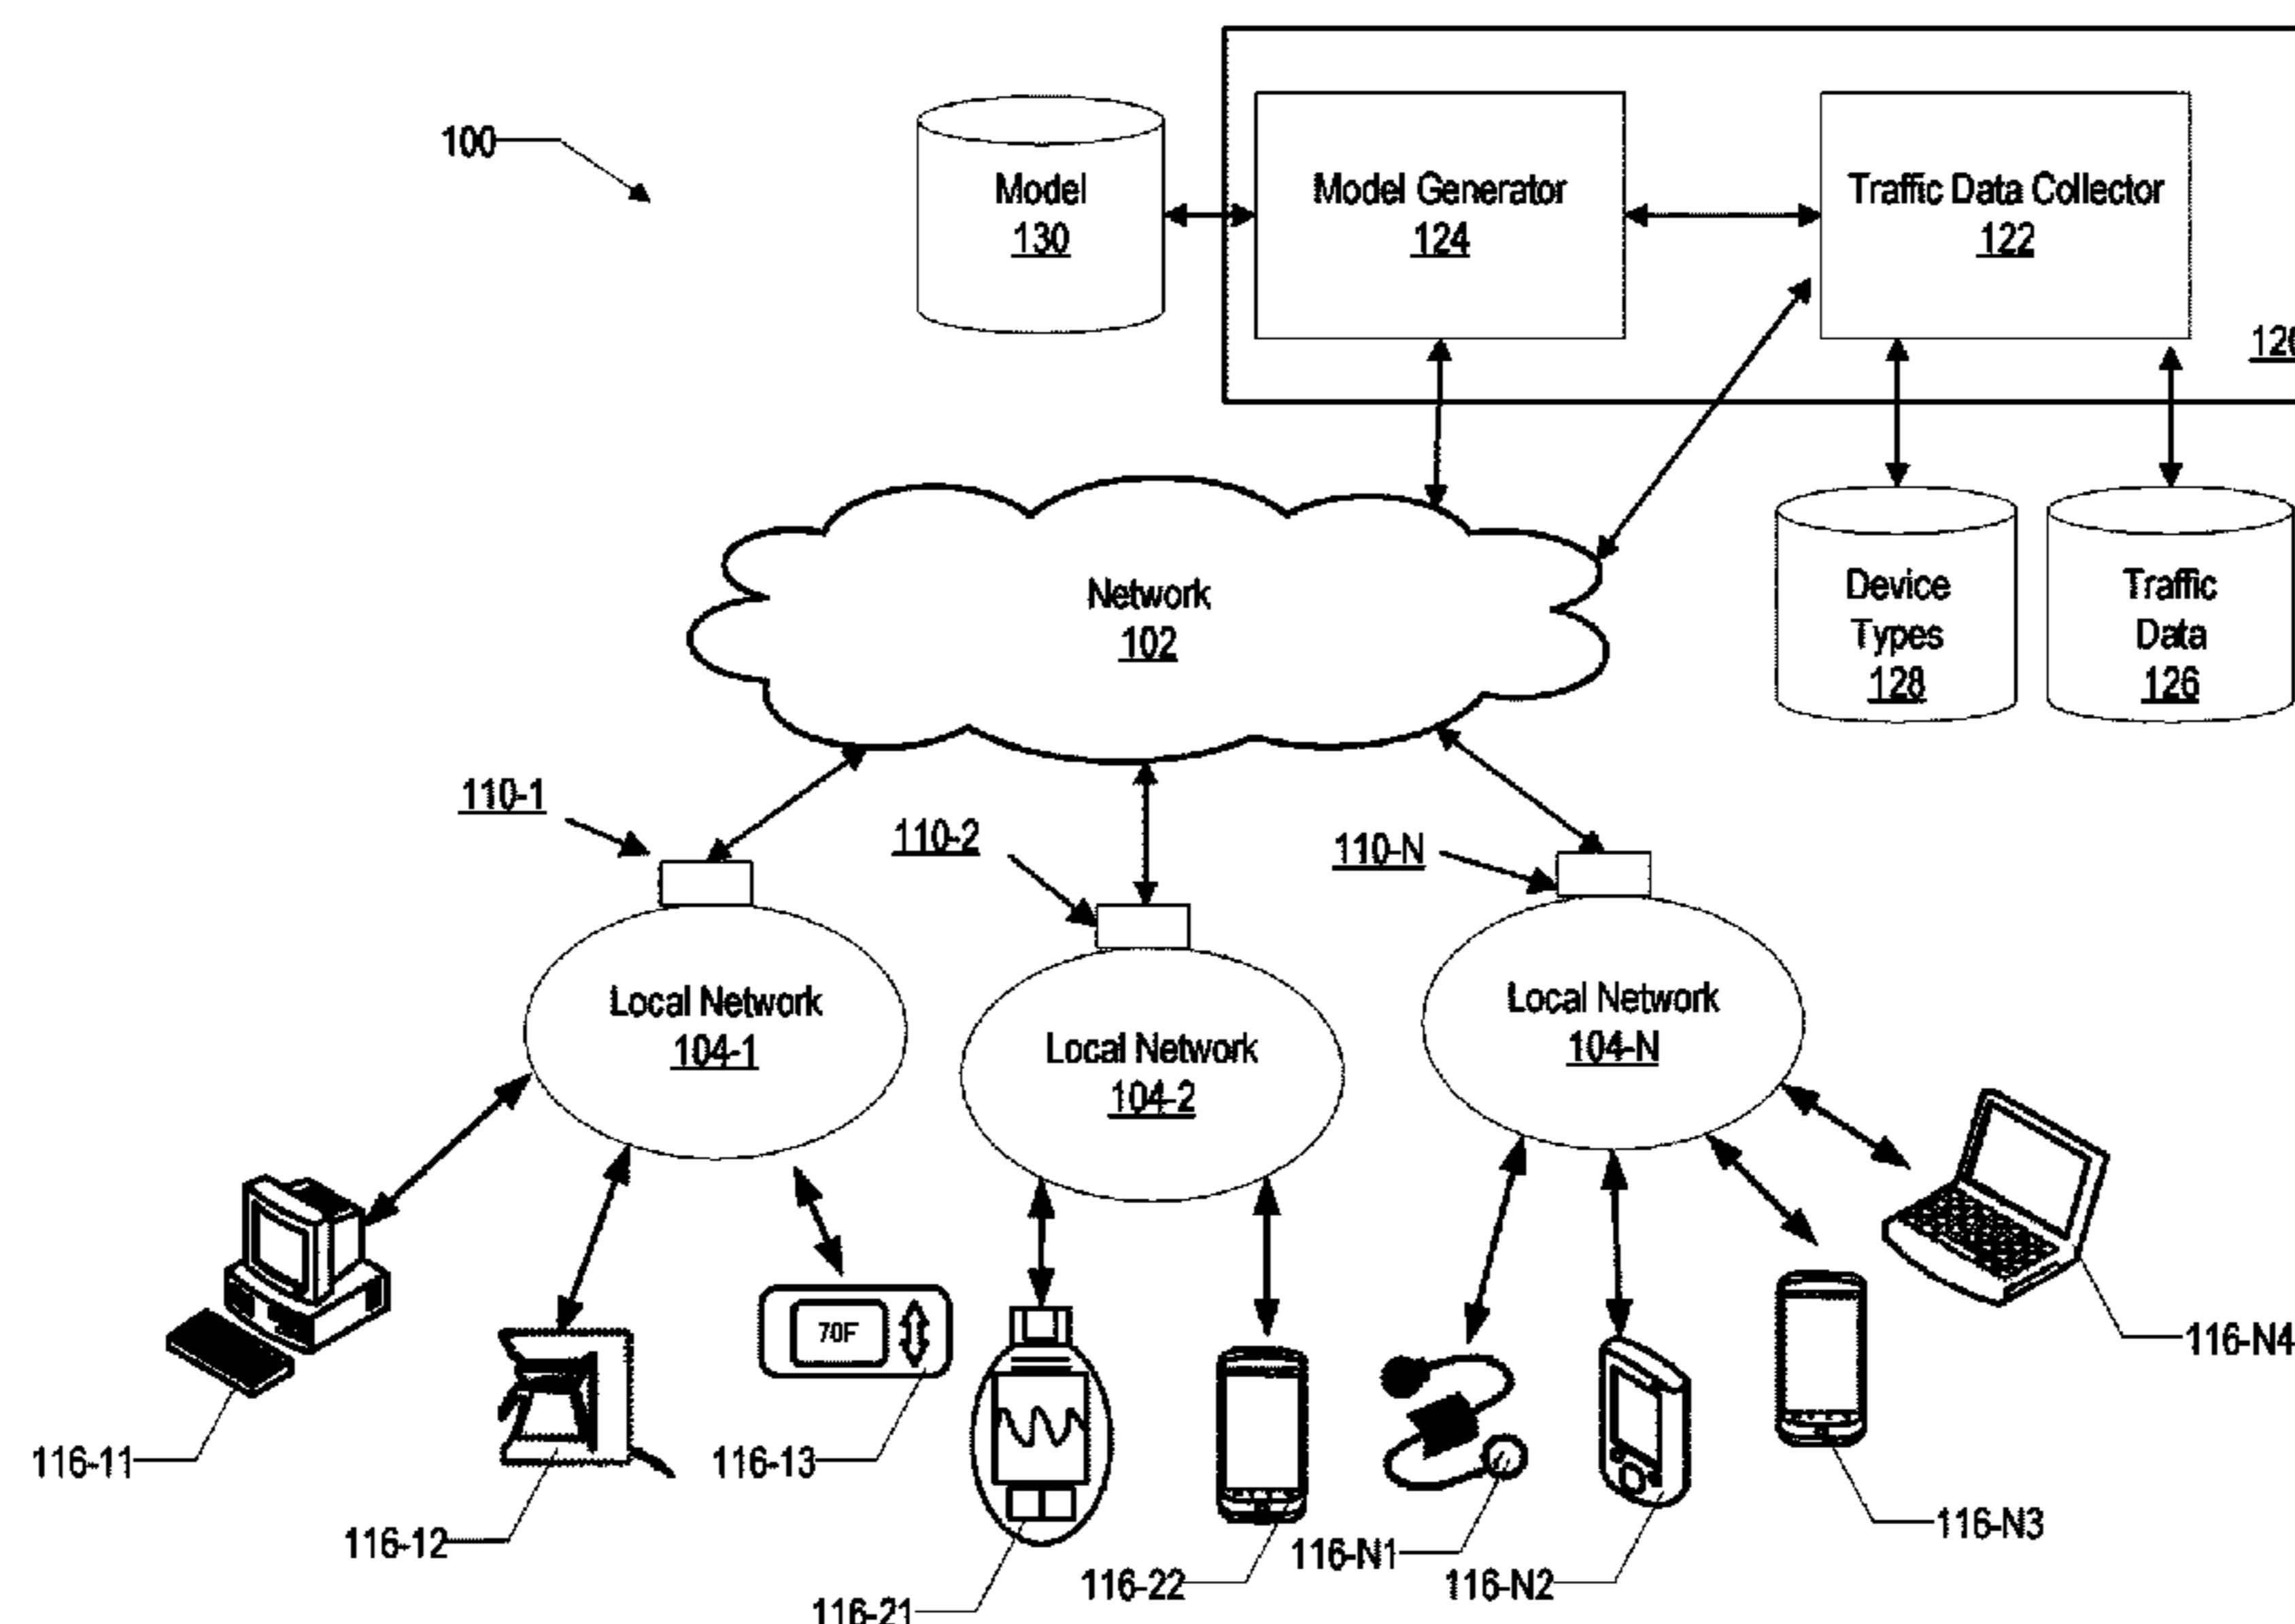 100
Model
130
Model Generator
124
Traffic Data Collector
122
Network
102
Device
Types
128
Traffic
Data
126
110-1
110-2
110-N
Local Network
104-1
Local Network
104-2
Local Network
104-N
70F
116-11
116-12
116-13
116-21
116-22
116-N1
116-N2
116-N3
116-N4